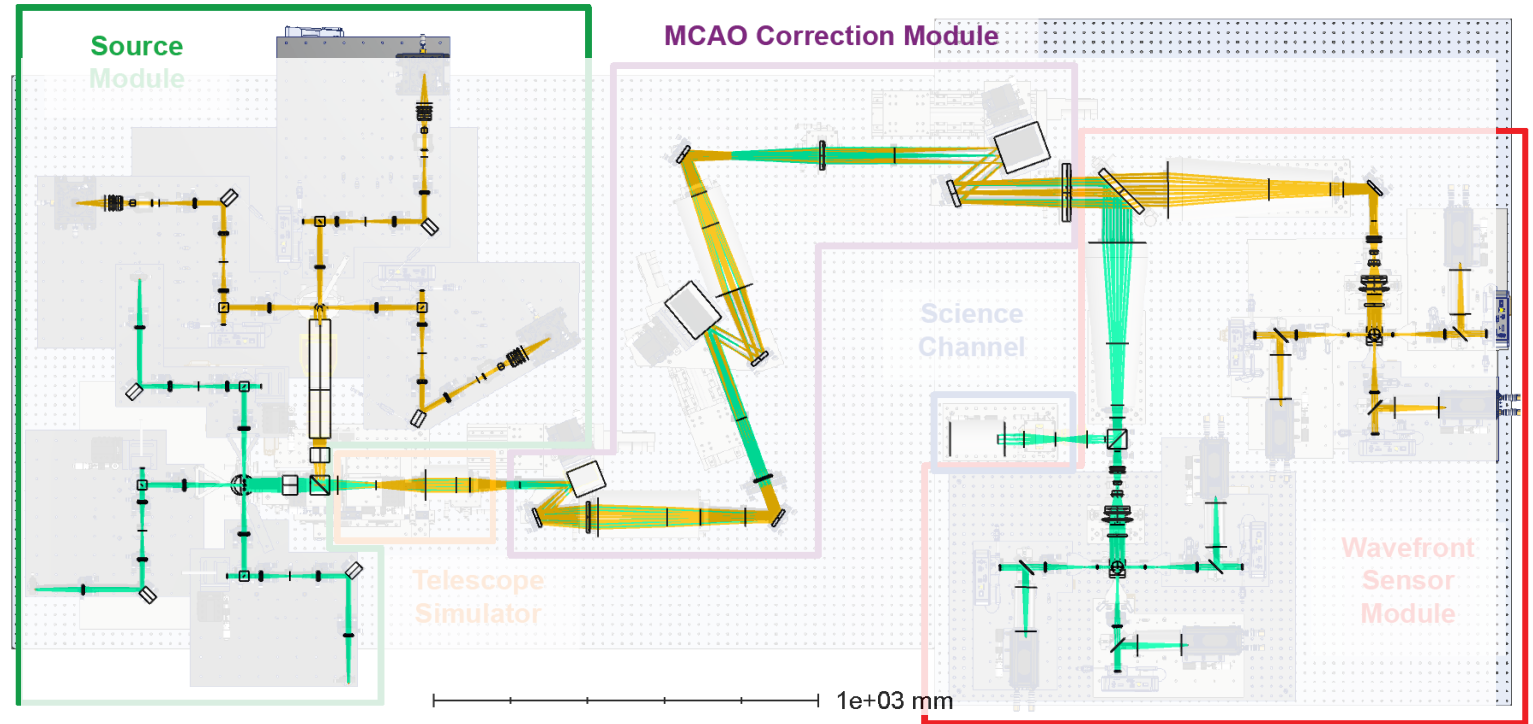 Source
Module
MCAO Correction Module
Science
Channel
Telescope
Simulator
Wavefront
Sensor
Module
1e+03 mm